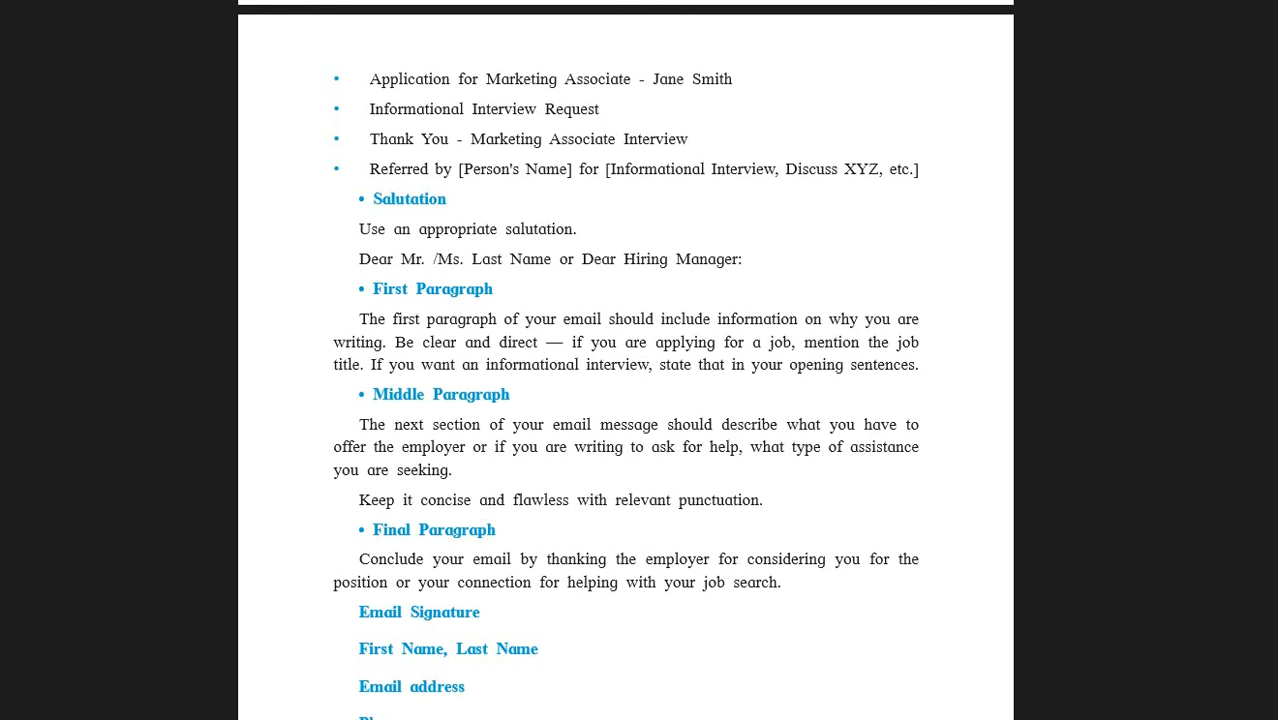 • Application for Marketing Associate - Jane Smith
• Informational Interview Request
• Thank You - Marketing Associate Interview
• Referred by [Person's Name] for [Informational Interview, Discuss XYZ, etc.]
• Salutation
Use an appropriate salutation.
Dear Mr. /Ms. Last Name or Dear Hiring Manager:
• First Paragraph
The first paragraph of your email should include information on why you are
writing. Be clear and direct — if you are applying for a job, mention the job
title. If you want an informational interview, state that in your opening sentences.
• Middle Paragraph
The next section of your email message should describe what you have to
offer the employer or if you are writing to ask for help, what type of assistance
you are seeking.
Keep it concise and flawless with relevant punctuation.
• Final Paragraph
Conclude your email by thanking the employer for considering you for the
position or your connection for helping with your job search.
Email Signature
First Name, Last Name
Email address